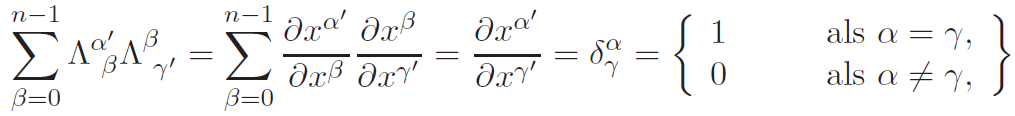 \sum_{\beta=0}^{n-1} \Lambda^{\alpha'}_{\ \beta} \Lambda^{\beta}_{\ \gamma'} = \sum_{\beta=0}^{n-1} \frac{\partial x^{\alpha'}}{\partial x^{\beta}} \frac{\partial x^{\beta}}{\partial x^{\gamma'}} = \frac{\partial x^{\alpha'}}{\partial x^{\gamma'}} = \delta^{\alpha}_{\gamma} = \left\{ \begin{array}{ll} 1 & \text{als } \alpha = \gamma, \\ 0 & \text{als } \alpha \neq \gamma, \end{array} \right\}